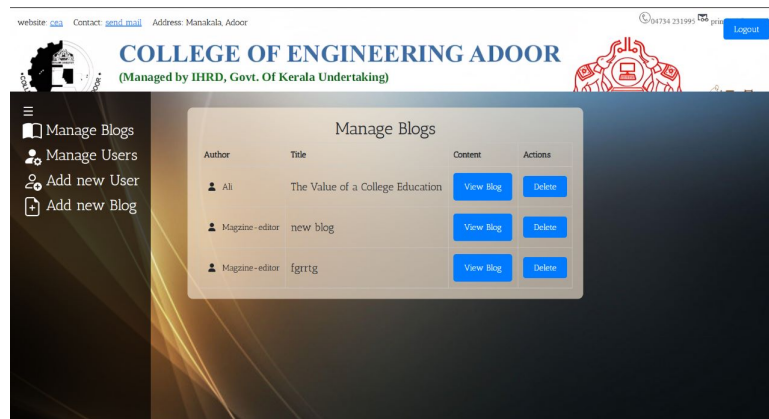 website: cea Contact: send mail Address: Manakala, Adoor
04734 231995
Logout
COLLEGE OF ENGINEERING ADOOR
(Managed by IHRD, Govt. Of Kerala Undertaking)
Manage Blogs
Manage Users
Add new User
Add new Blog
Manage Blogs
Author Title Content Actions
Ali The Value of a College Education View Blog Delete
Magzine-editor new blog View Blog Delete
Magzine-editor fgrrtg View Blog Delete